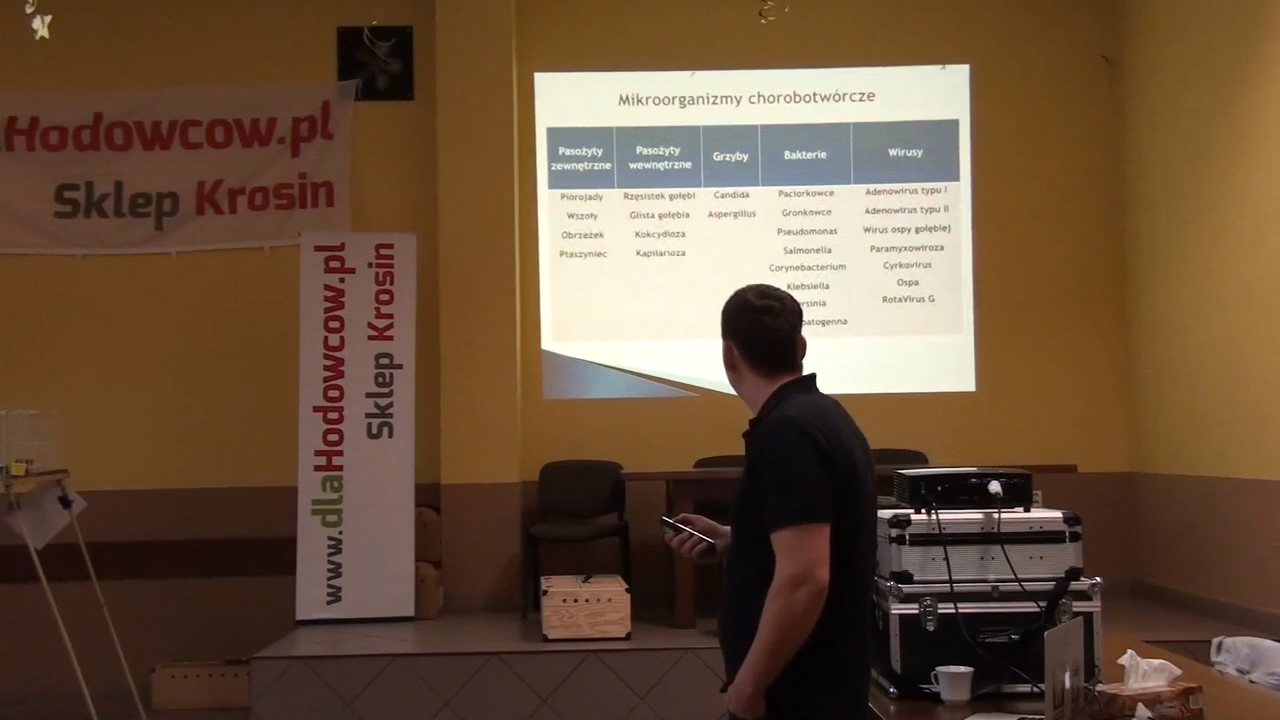 Hodowcow.pl
Sklep Krosin
www.dlaHodowcow.pl
Sklep Krosin
Mikroorganizmy chorobotwórcze
Pasożyty zewnętrzne
Pasożyty wewnętrzne
Grzyby
Bakterie
Wirusy
Piórojady
Wszoły
Obrzeżek
Ptaszyniec
Rzęsistek gołębi
Glista gołębia
Kokcydioza
Kapilarioza
Candida
Aspergillus
Paciorkowce
Gronkowce
Pseudomonas
Salmonella
Corynebacterium
Klebsiella
Adenowirus typu I
Adenowirus typu II
Wirus ospy gołębiej
Paramyxowiroza
Cyrkovirus
Ospa
RotaVirus G